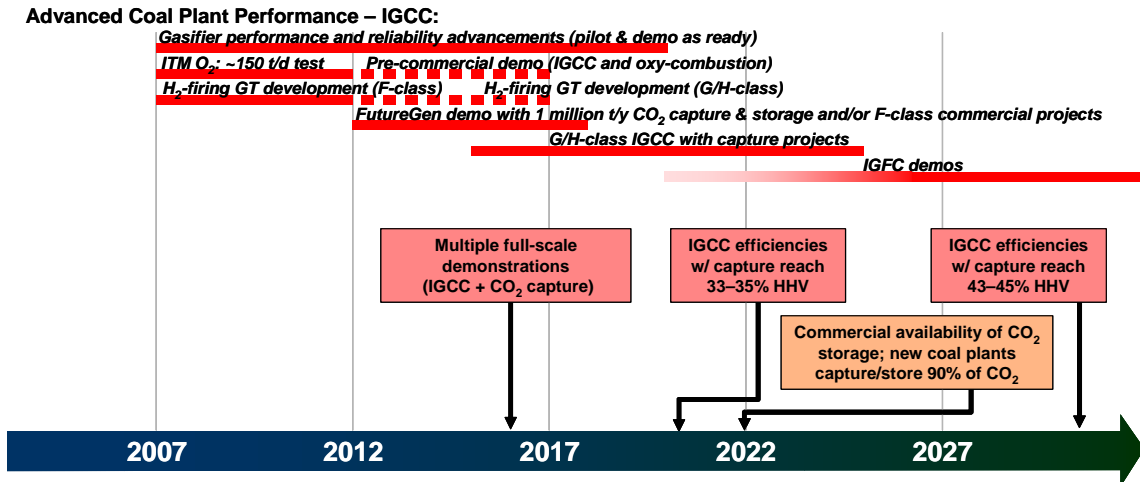 Advanced Coal Plant Performance – IGCC:
Gasifier performance and reliability advancements (pilot & demo as ready)
ITM O₂: ~150 t/d test
Pre-commercial demo (IGCC and oxy-combustion)
H₂-firing GT development (F-class)
H₂-firing GT development (G/H-class)
FutureGen demo with 1 million t/y CO₂ capture & storage and/or F-class commercial projects
G/H-class IGCC with capture projects
IGFC demos
Multiple full-scale
demonstrations
(IGCC + CO₂ capture)
IGCC efficiencies
w/ capture reach
33–35% HHV
IGCC efficiencies
w/ capture reach
43–45% HHV
Commercial availability of CO₂
storage; new coal plants
capture/store 90% of CO₂
2007
2012
2017
2022
2027